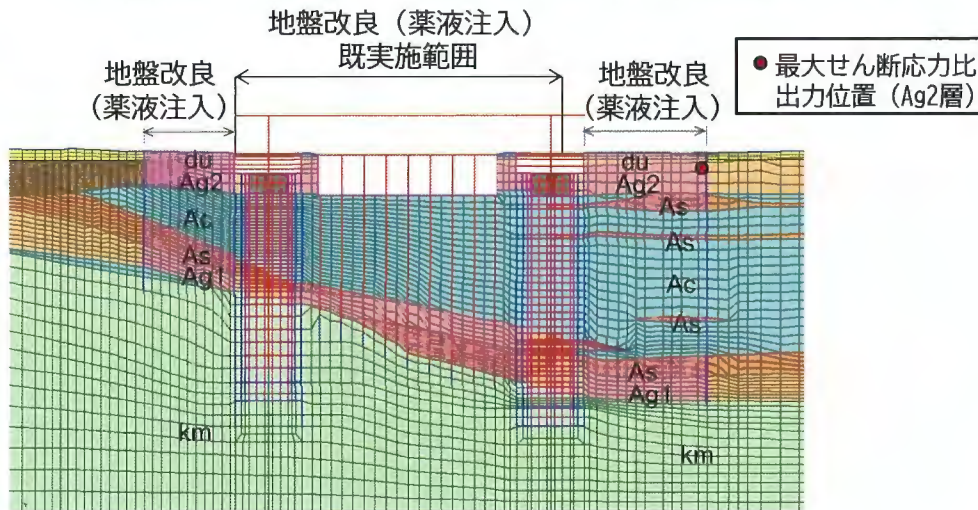 地盤改良（薬液注入）
既実施範囲
地盤改良
（薬液注入）
地盤改良
（薬液注入）
最大せん断応力比
出力位置（Ag2層）
du
Ag2
Ac
As
Ag1
km
du
Ag2
As
As
Ac
As
As
Ag1
km